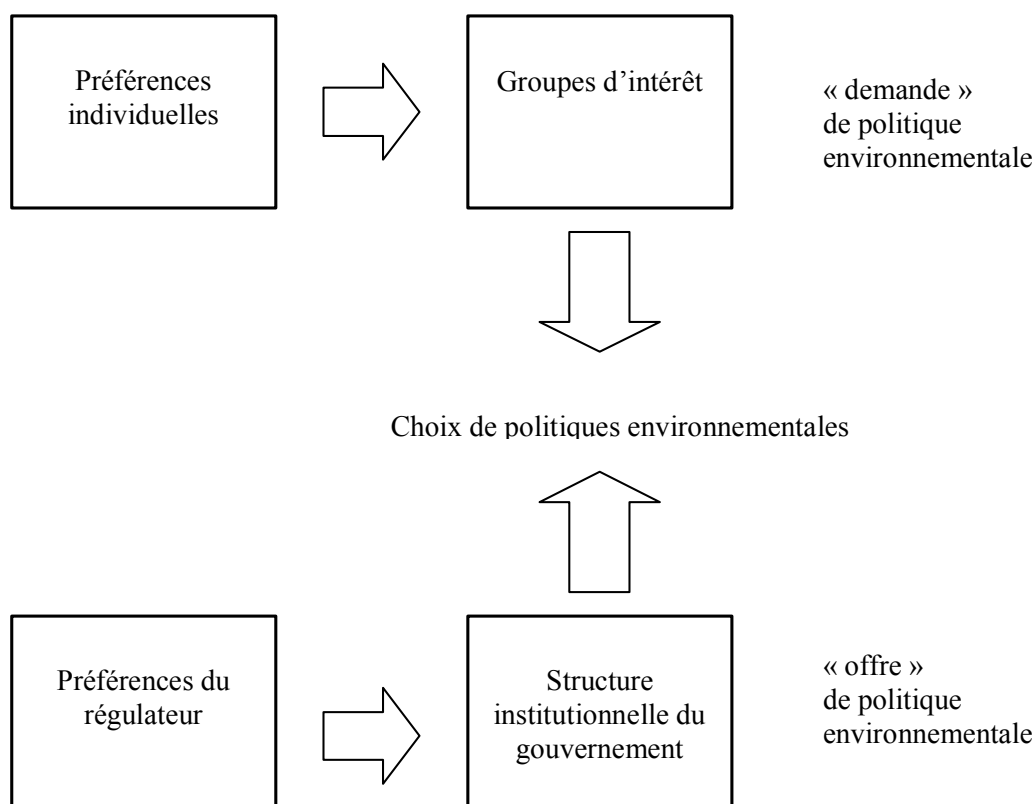 Préférences
individuelles
Groupes d’intérêt
« demande »
de politique
environnementale
Choix de politiques environnementales
Préférences du
régulateur
Structure
institutionnelle du
gouvernement
« offre »
de politique
environnementale